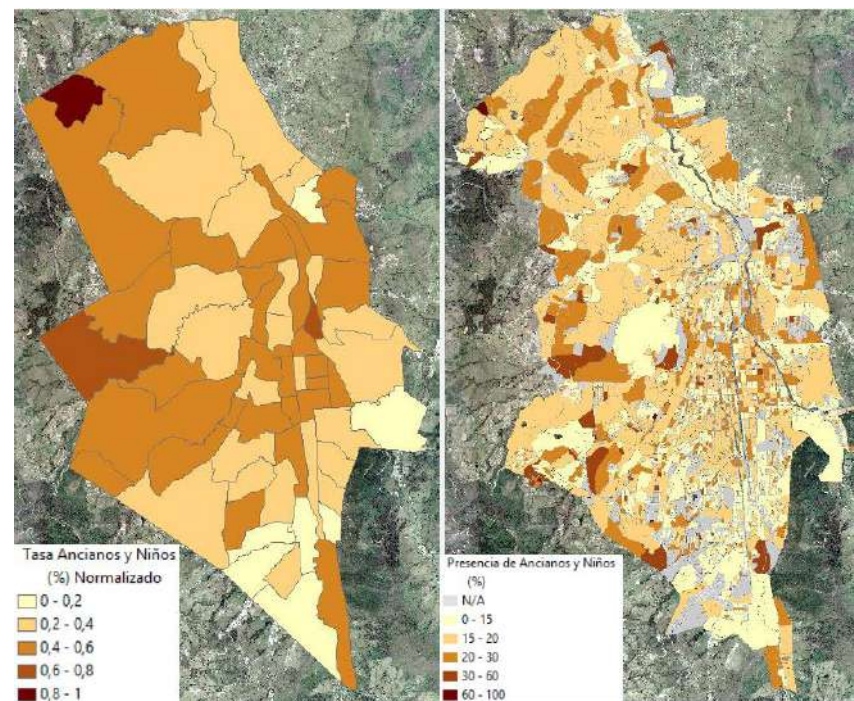 Tasa Ancianos y Niños
(%) Normalizado
0 - 0,2
0,2 - 0,4
0,4 - 0,6
0,6 - 0,8
0,8 - 1
Presencia de Ancianos y Niños
(%)
N/A
0 - 15
15 - 20
20 - 30
30 - 60
60 - 100